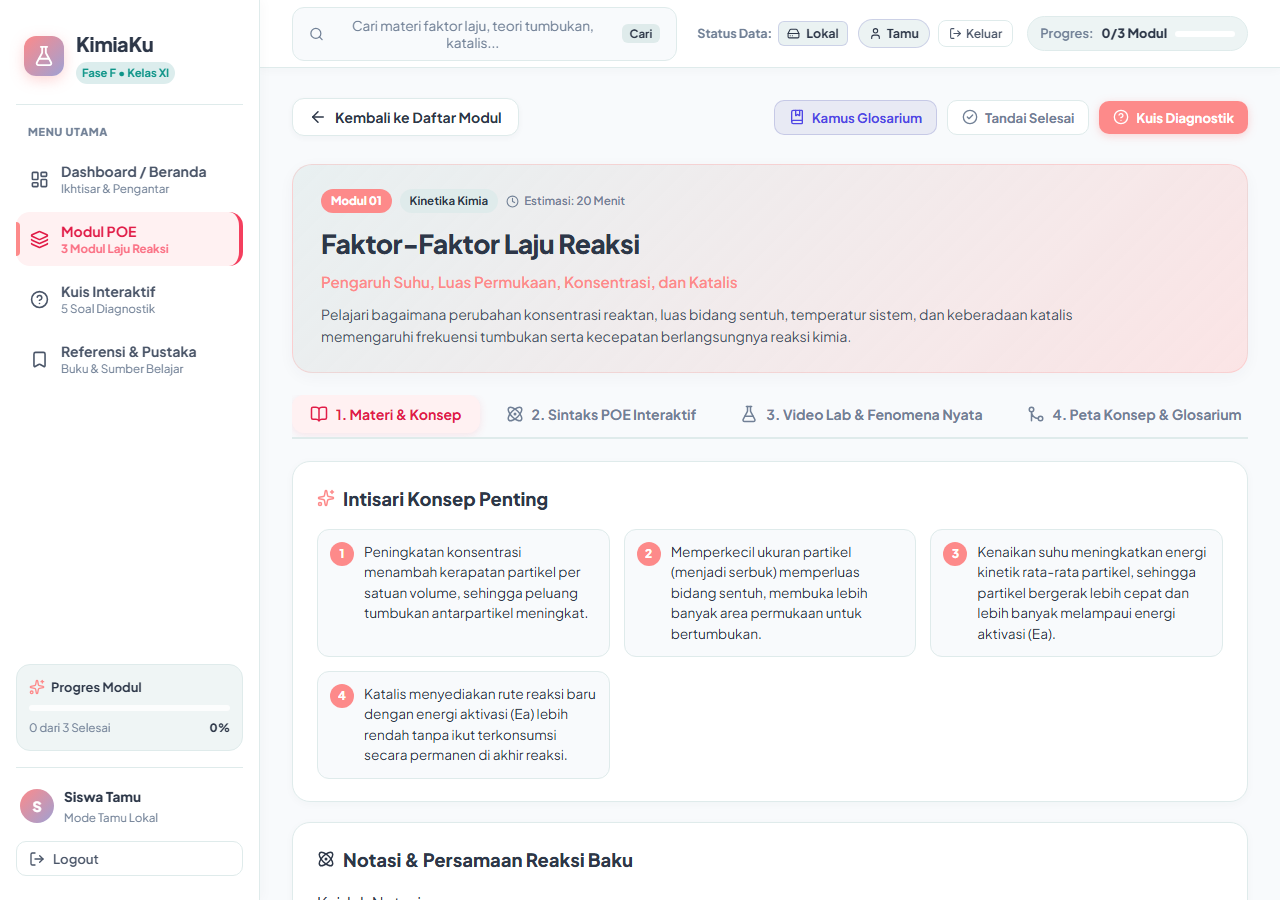 KimiaKu
Fase F • Kelas XI
MENU UTAMA
Dashboard / Beranda
Ikhtisar & Pengantar
Modul POE
3 Modul Laju Reaksi
Kuis Interaktif
5 Soal Diagnostik
Referensi & Pustaka
Buku & Sumber Belajar
Progres Modul
0 dari 3 Selesai 0%
S
Siswa Tamu
Mode Tamu Lokal
Logout
Cari materi faktor laju, teori tumbukan,
katalis...
Cari
Status Data: Lokal Tamu Keluar Progres: 0/3 Modul
Kembali ke Daftar Modul Kamus Glosarium Tandai Selesai Kuis Diagnostik
Modul 01 Kinetika Kimia Estimasi: 20 Menit
Faktor-Faktor Laju Reaksi
Pengaruh Suhu, Luas Permukaan, Konsentrasi, dan Katalis
Pelajari bagaimana perubahan konsentrasi reaktan, luas bidang sentuh, temperatur sistem, dan keberadaan katalis
memengaruhi frekuensi tumbukan serta kecepatan berlangsungnya reaksi kimia.
1. Materi & Konsep 2. Sintaks POE Interaktif 3. Video Lab & Fenomena Nyata 4. Peta Konsep & Glosarium
Intisari Konsep Penting
1 Peningkatan konsentrasi
menambah kerapatan partikel per
satuan volume, sehingga peluang
tumbukan antarpartikel meningkat.
2 Memperkecil ukuran partikel
(menjadi serbuk) memperluas
bidang sentuh, membuka lebih
banyak area permukaan untuk
bertumbukan.
3 Kenaikan suhu meningkatkan energi
kinetik rata-rata partikel, sehingga
partikel bergerak lebih cepat dan
lebih banyak melampaui energi
aktivasi (Ea).
4 Katalis menyediakan rute reaksi baru
dengan energi aktivasi (Ea) lebih
rendah tanpa ikut terkonsumsi
secara permanen di akhir reaksi.
Notasi & Persamaan Reaksi Baku